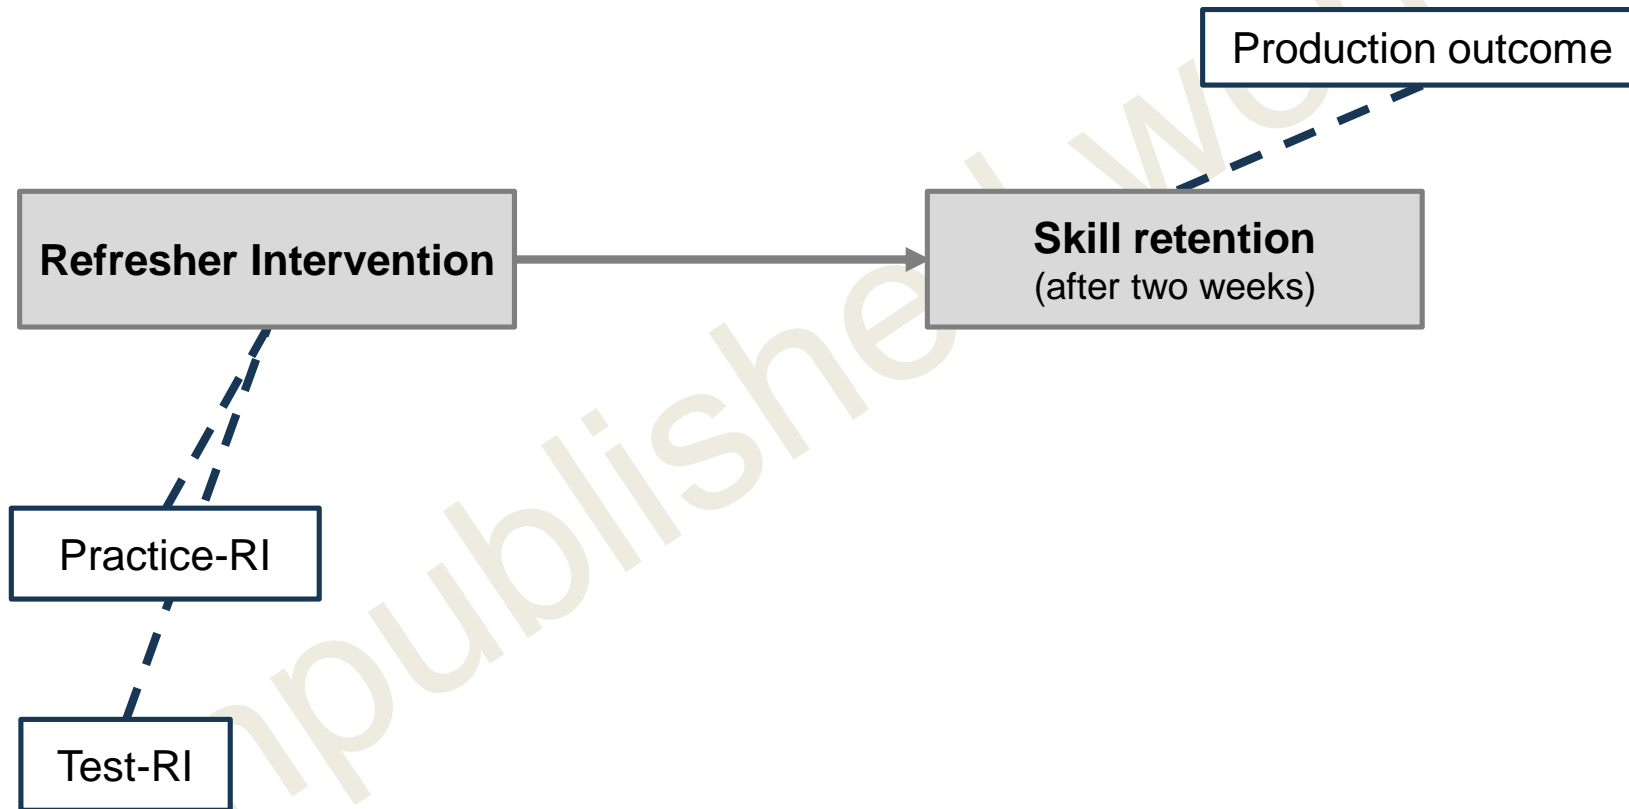 Production outcome
Refresher Intervention
Skill retention
(after two weeks)
Practice-RI
Test-RI